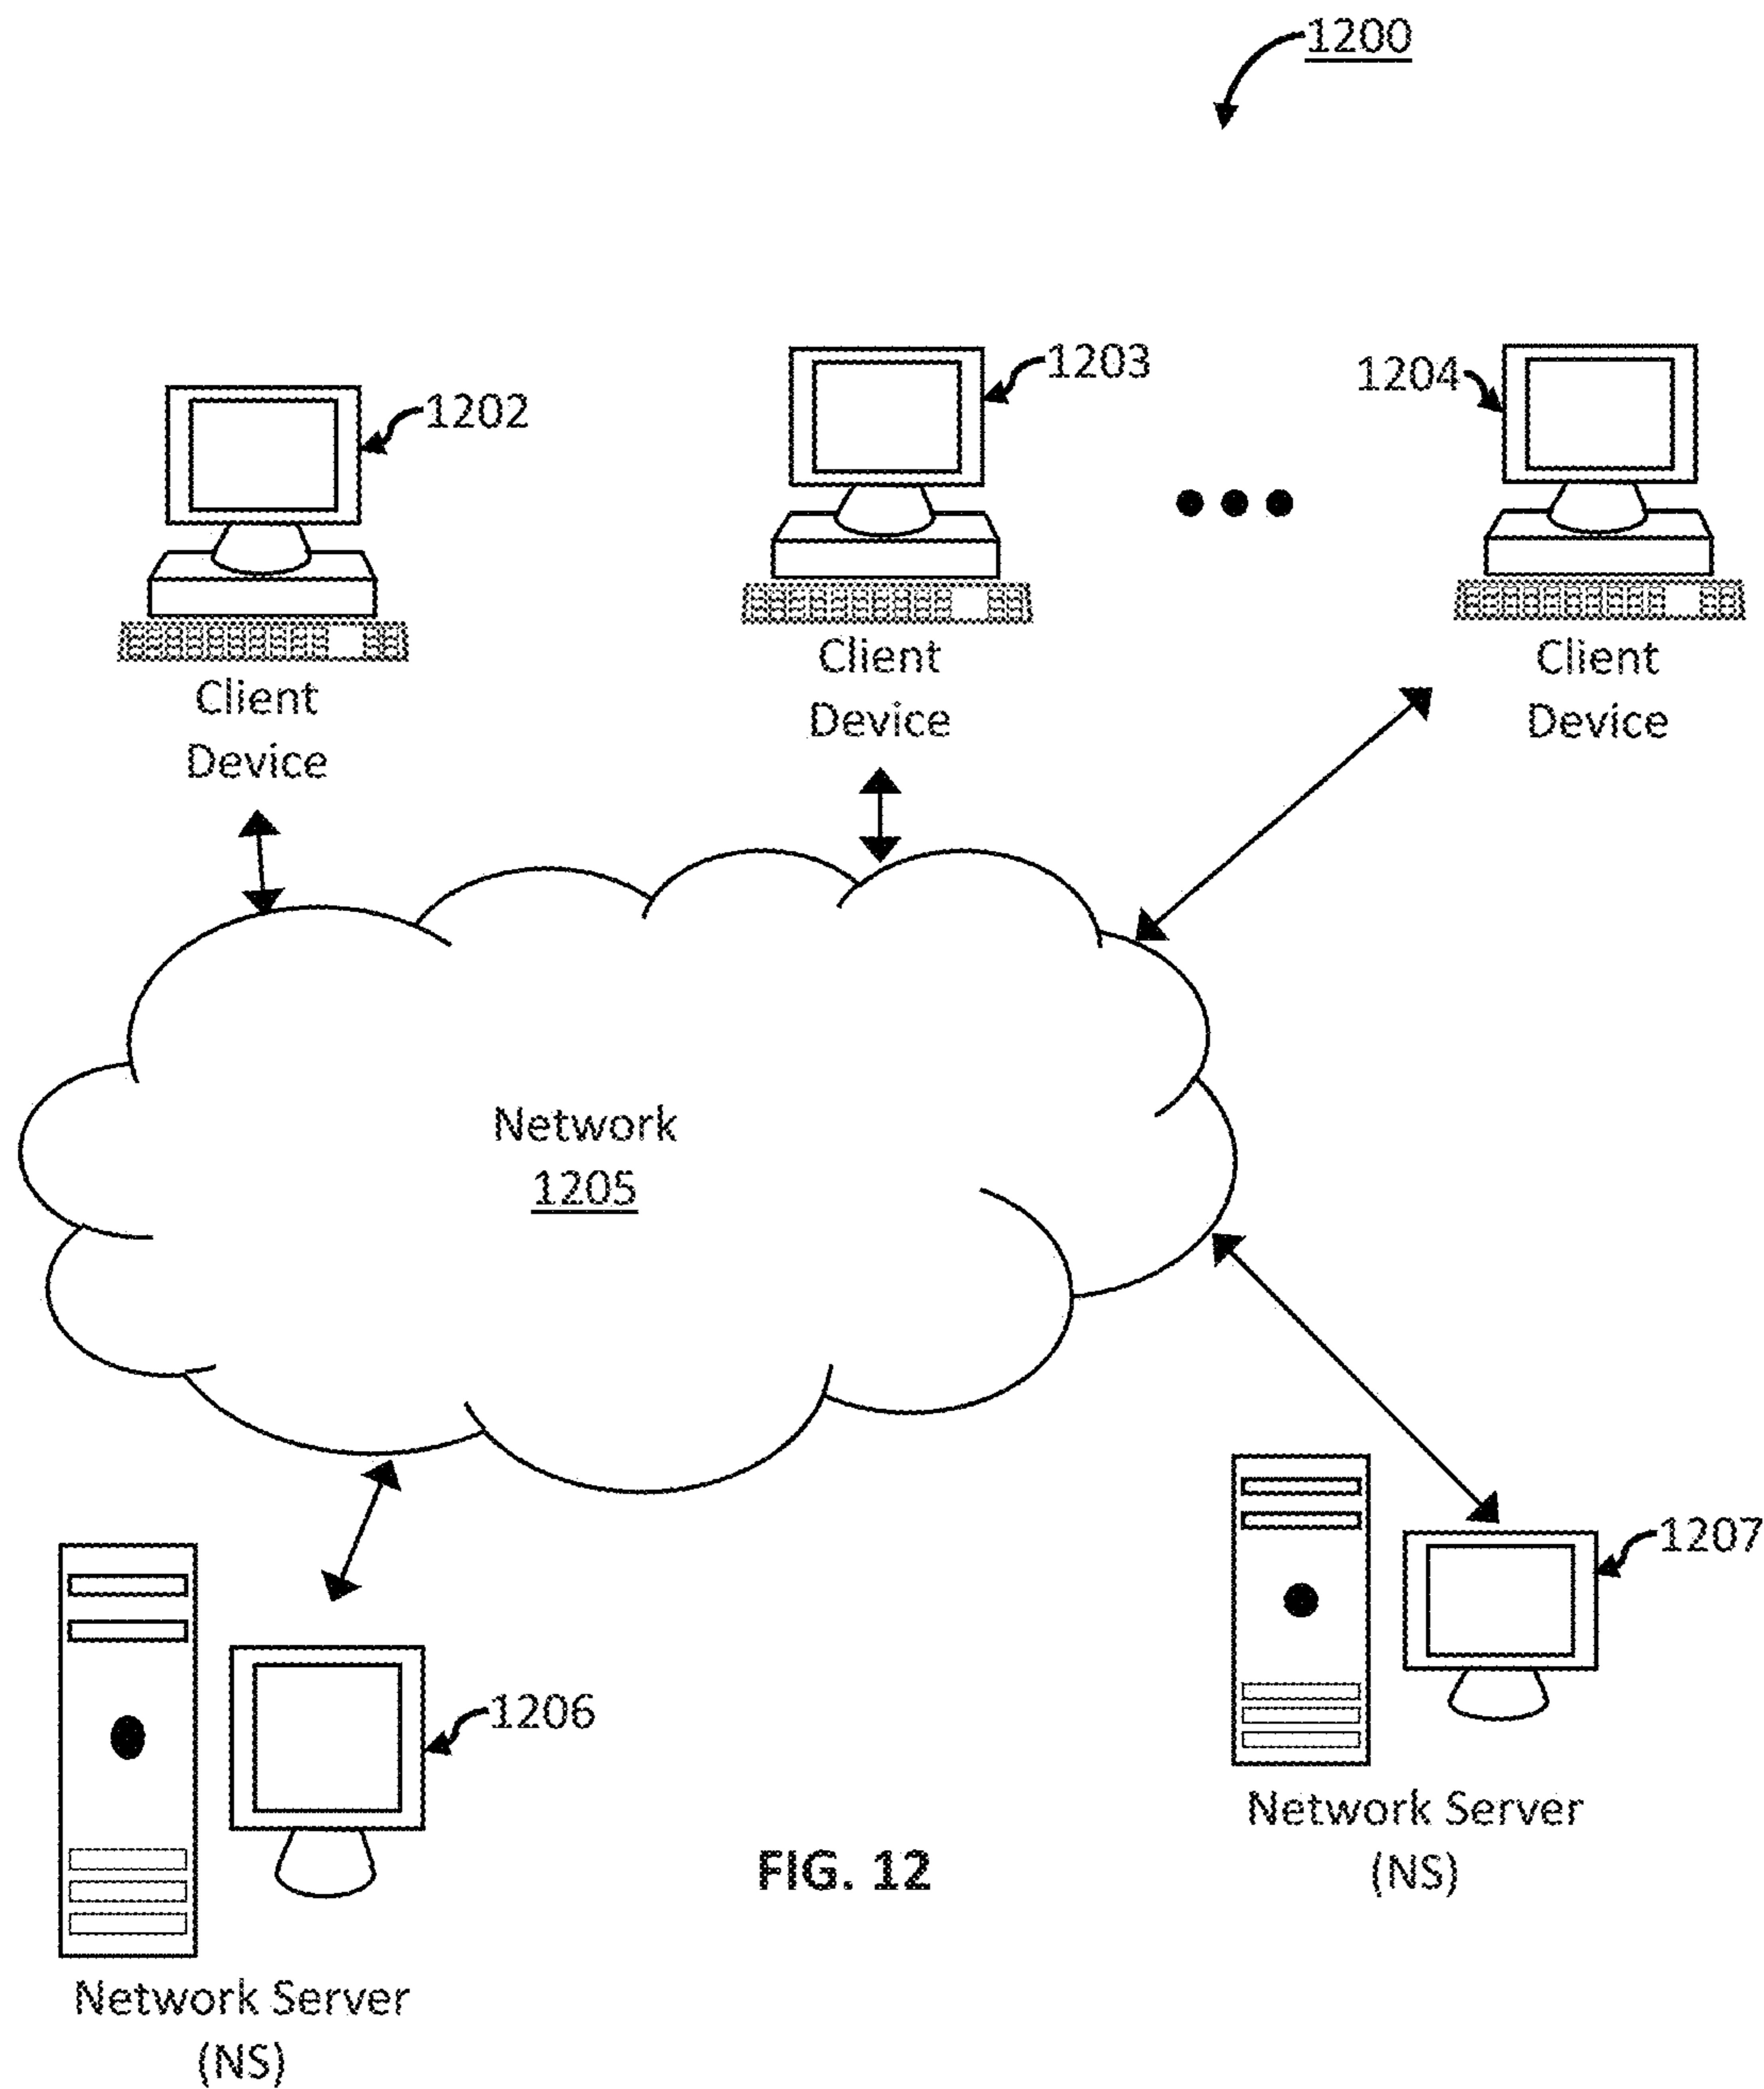 1200
1202
1203
1204
Client
Device
Client
Device
Client
Device
Network
1205
1206
1207
Network Server
(NS)
FIG. 12
Network Server
(NS)